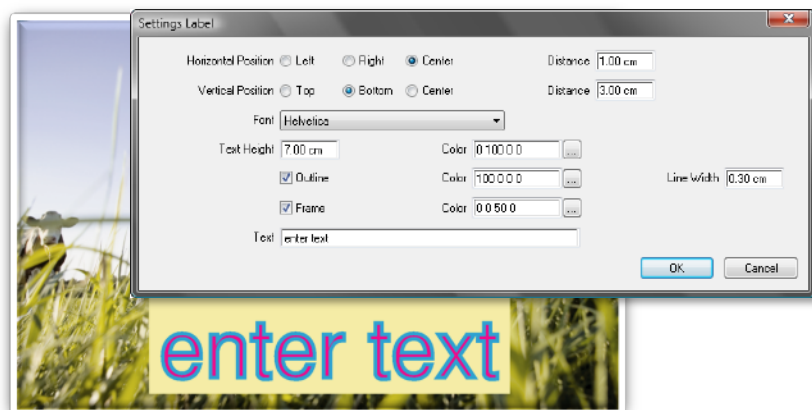 Settings Label
Horizontal Position Left Right Center Distance 1.00 cm
Vertical Position Top Bottom Center Distance 3.00 cm
Font Helvetica
Text Height 7.00 cm Color 0 100 0 0 ...
Outline Color 100 0 0 0 ... Line Width 0.30 cm
Frame Color 0 0 50 0 ...
Text enter text
OK Cancel
enter text